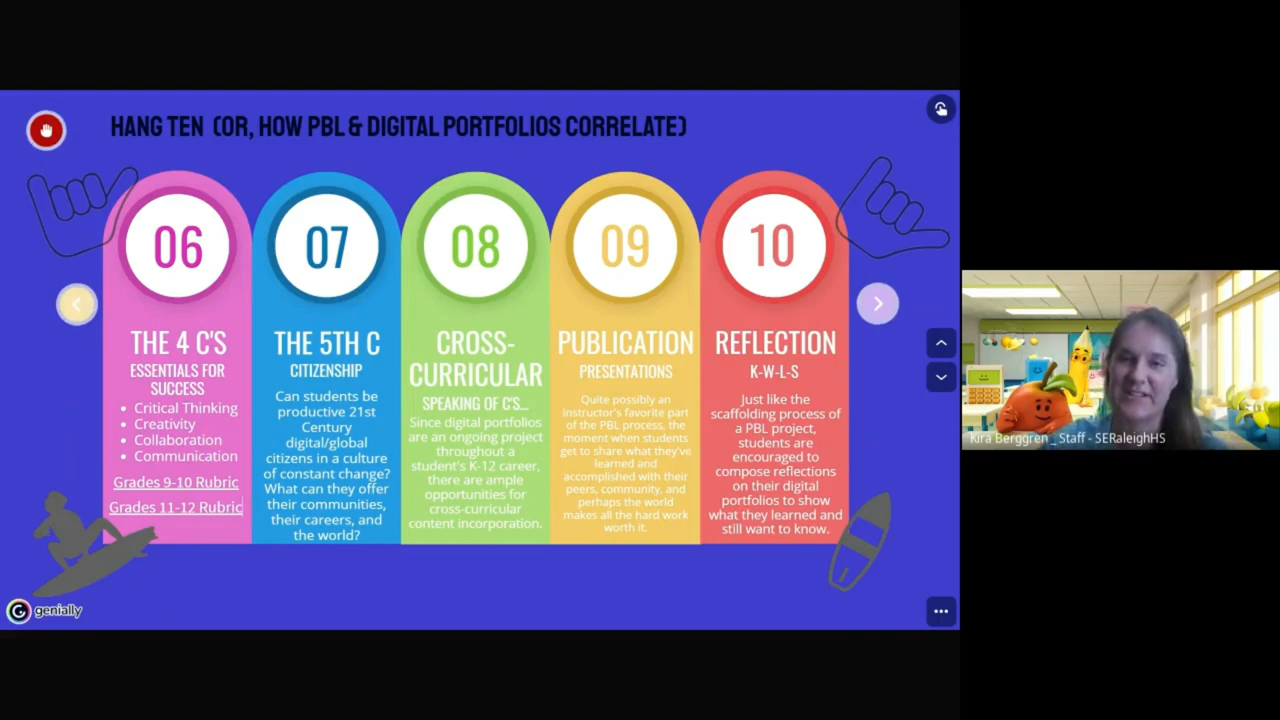 HANG TEN (OR, HOW PBL & DIGITAL PORTFOLIOS CORRELATE)
06
THE 4 C'S
ESSENTIALS FOR
SUCCESS
• Critical Thinking
• Creativity
• Collaboration
• Communication
Grades 9-10 Rubric
Grades 11-12 Rubric
07
THE 5TH C
CITIZENSHIP
Can students be
productive 21st
Century
digital/global
citizens in a culture
of constant change?
What can they offer
their communities,
their careers, and
the world?
08
CROSS-
CURRICULAR
SPEAKING OF C'S...
Since digital portfolios
are an ongoing project
throughout a
student's K-12 career,
there are ample
opportunities for
cross-curricular
content incorporation.
09
PUBLICATION
PRESENTATIONS
Quite possibly an
instructor's favorite part
of the PBL process, the
moment when students
get to share what they've
learned and
accomplished with their
peers, community, and
perhaps the world
makes all the hard work
worth it.
10
REFLECTION
K-W-L-S
Just like the
scaffolding process of
a PBL project,
students are
encouraged to
compose reflections
on their digital
portfolios to show
what they learned and
still want to know.
genially
Kira Berggren _ Staff - SERaleighHS